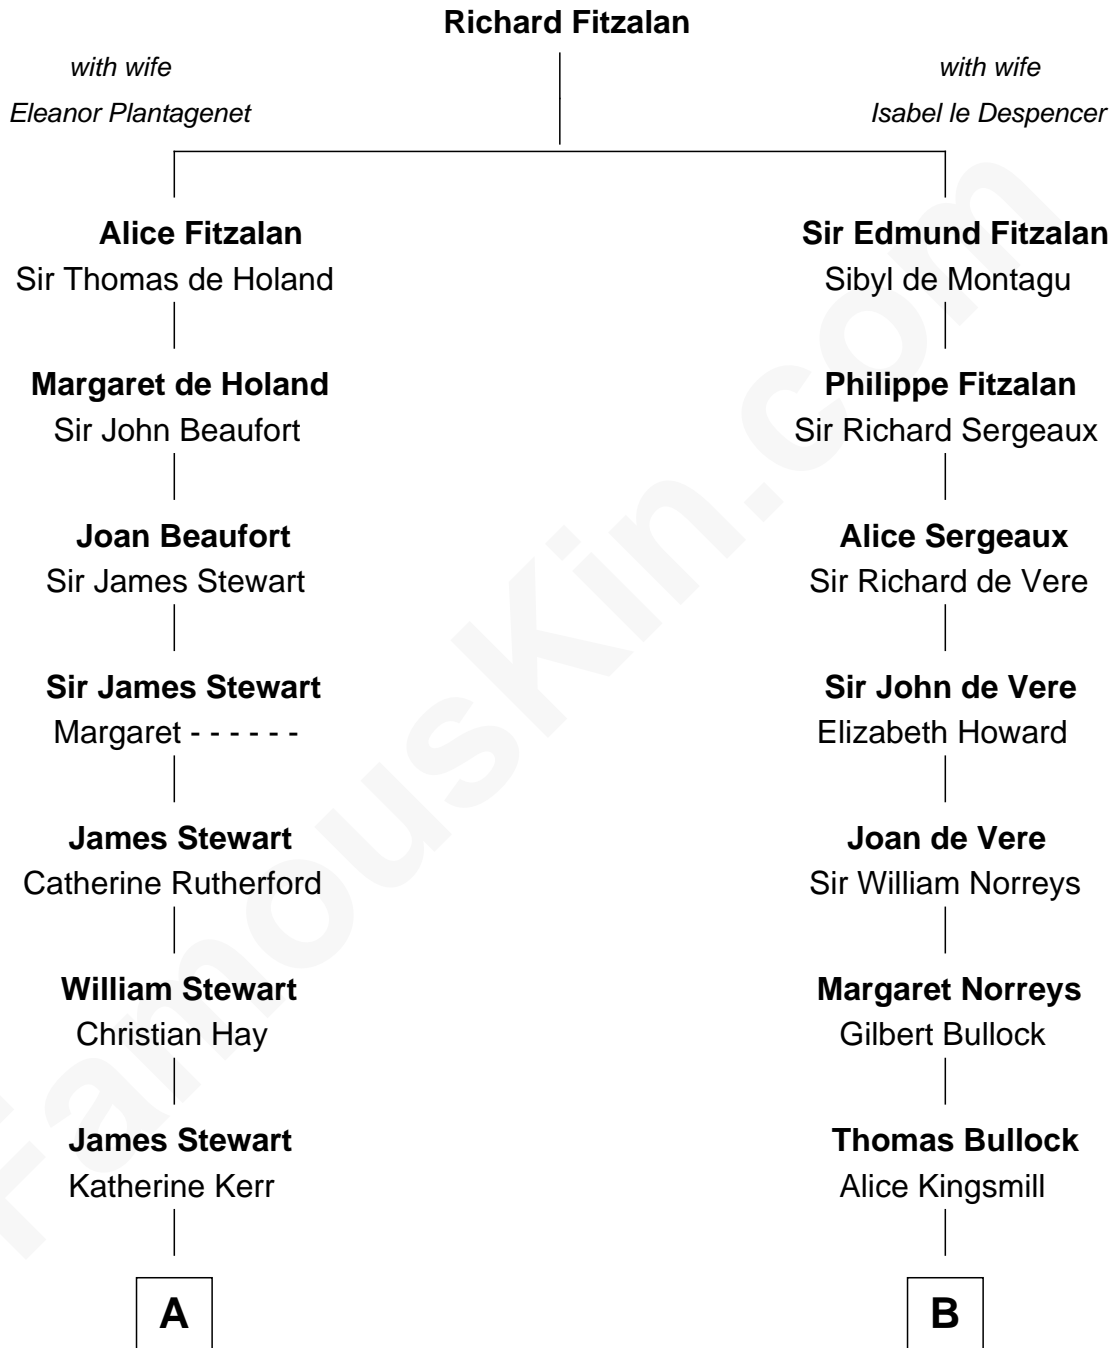 Richard Fitzalan
with wife
Eleanor Plantagenet
with wife
Isabel le Despencer
Alice Fitzalan
Sir Thomas de Holand
Sir Edmund Fitzalan
Sibyl de Montagu
Margaret de Holand
Sir John Beaufort
Philippe Fitzalan
Sir Richard Sergeaux
Joan Beaufort
Sir James Stewart
Alice Sergeaux
Sir Richard de Vere
Sir James Stewart
Margaret - - - - - -
Sir John de Vere
Elizabeth Howard
James Stewart
Catherine Rutherford
Joan de Vere
Sir William Norreys
William Stewart
Christian Hay
Margaret Norreys
Gilbert Bullock
James Stewart
Katherine Kerr
Thomas Bullock
Alice Kingsmill
A
B
FamousKin.com